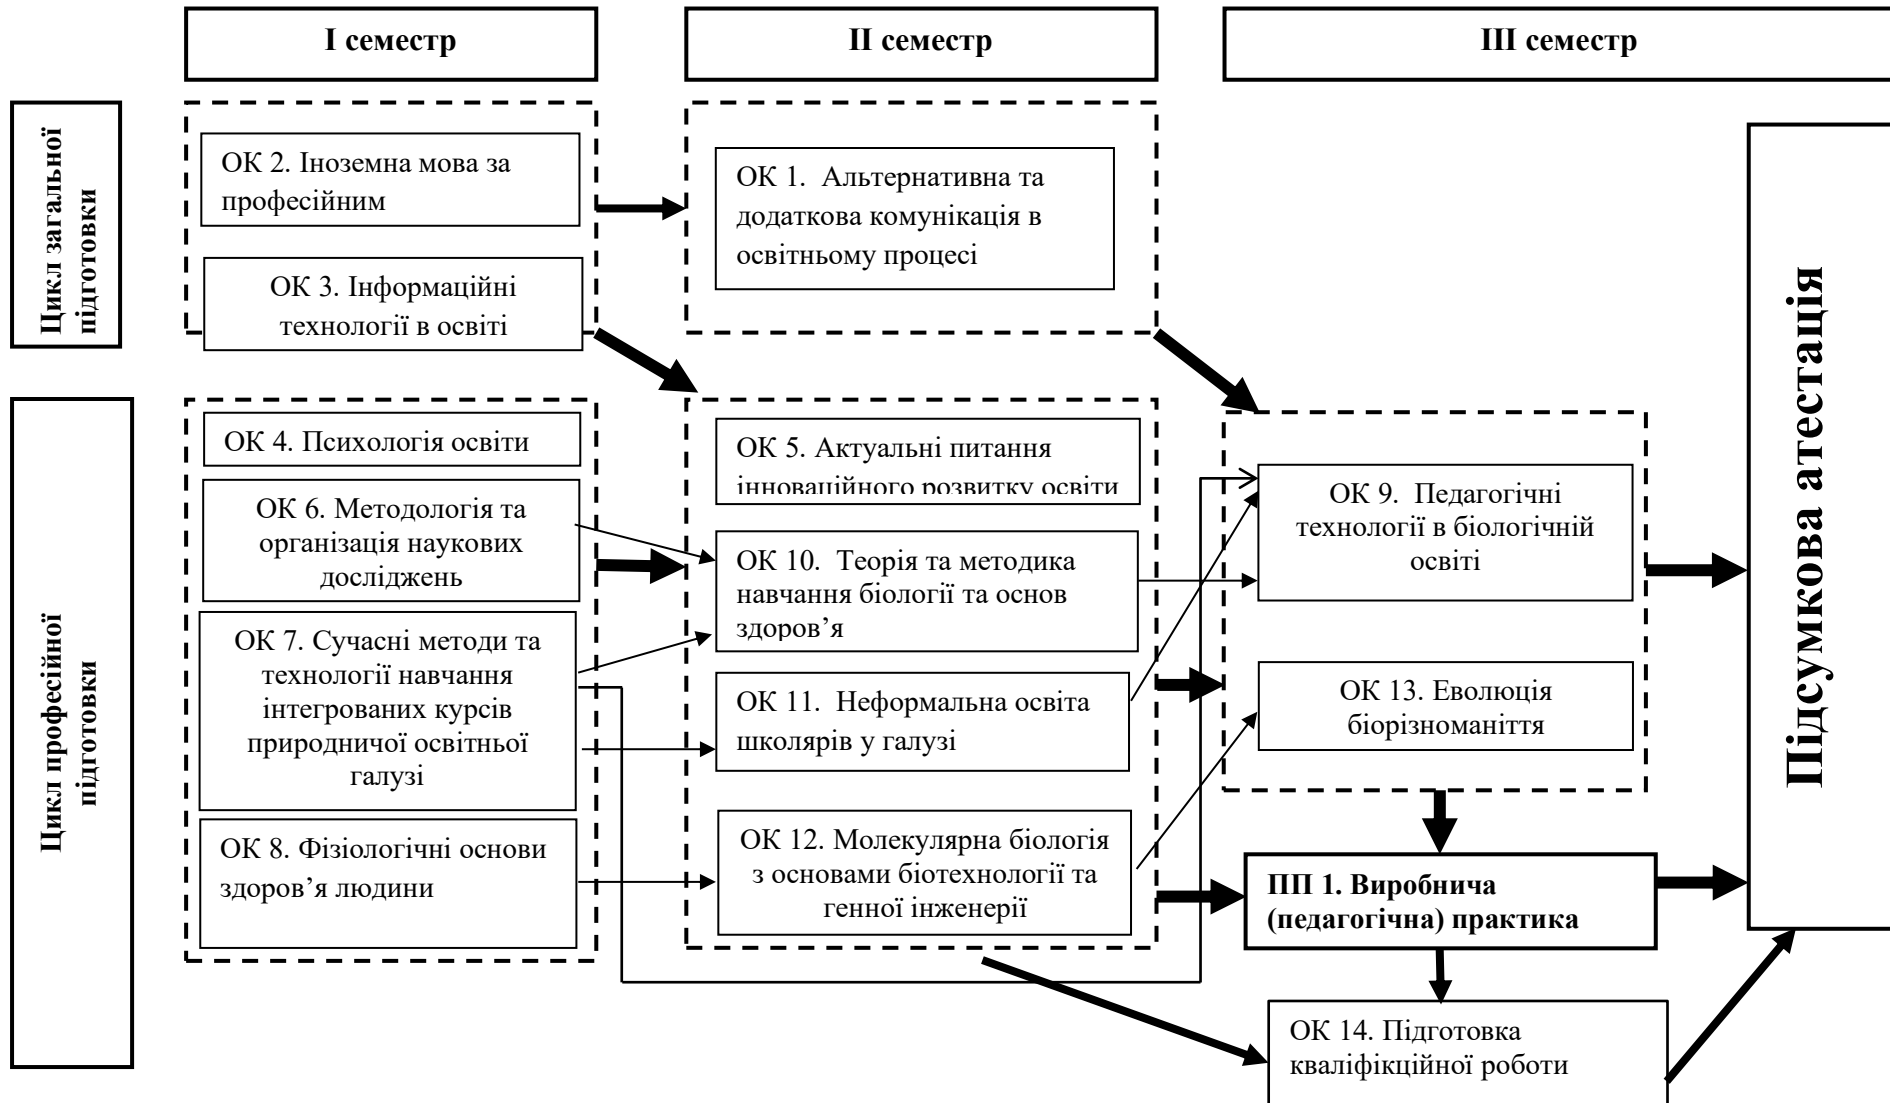 I семестр
II семестр
III семестр
Цикл загальної
підготовки
ОК 2. Іноземна мова за
професійним
ОК 3. Інформаційні
технології в освіті
ОК 1. Альтернативна та
додаткова комунікація в
освітньому процесі
Підсумкова атестація
Цикл професійної
підготовки
ОК 4. Психологія освіти
ОК 6. Методологія та
організація наукових
досліджень
ОК 7. Сучасні методи та
технології навчання
інтегрованих курсів
природничої освітньої
галузі
ОК 8. Фізіологічні основи
здоров’я людини
ОК 5. Актуальні питання
інноваційного розвитку освіти
ОК 10. Теорія та методика
навчання біології та основ
здоров’я
ОК 11. Неформальна освіта
школярів у галузі
ОК 12. Молекулярна біологія
з основами біотехнології та
генної інженерії
ОК 9. Педагогічні
технології в біологічній
освіті
ОК 13. Еволюція
біорізноманіття
ПП 1. Виробнича
(педагогічна) практика
ОК 14. Підготовка
кваліфікційної роботи